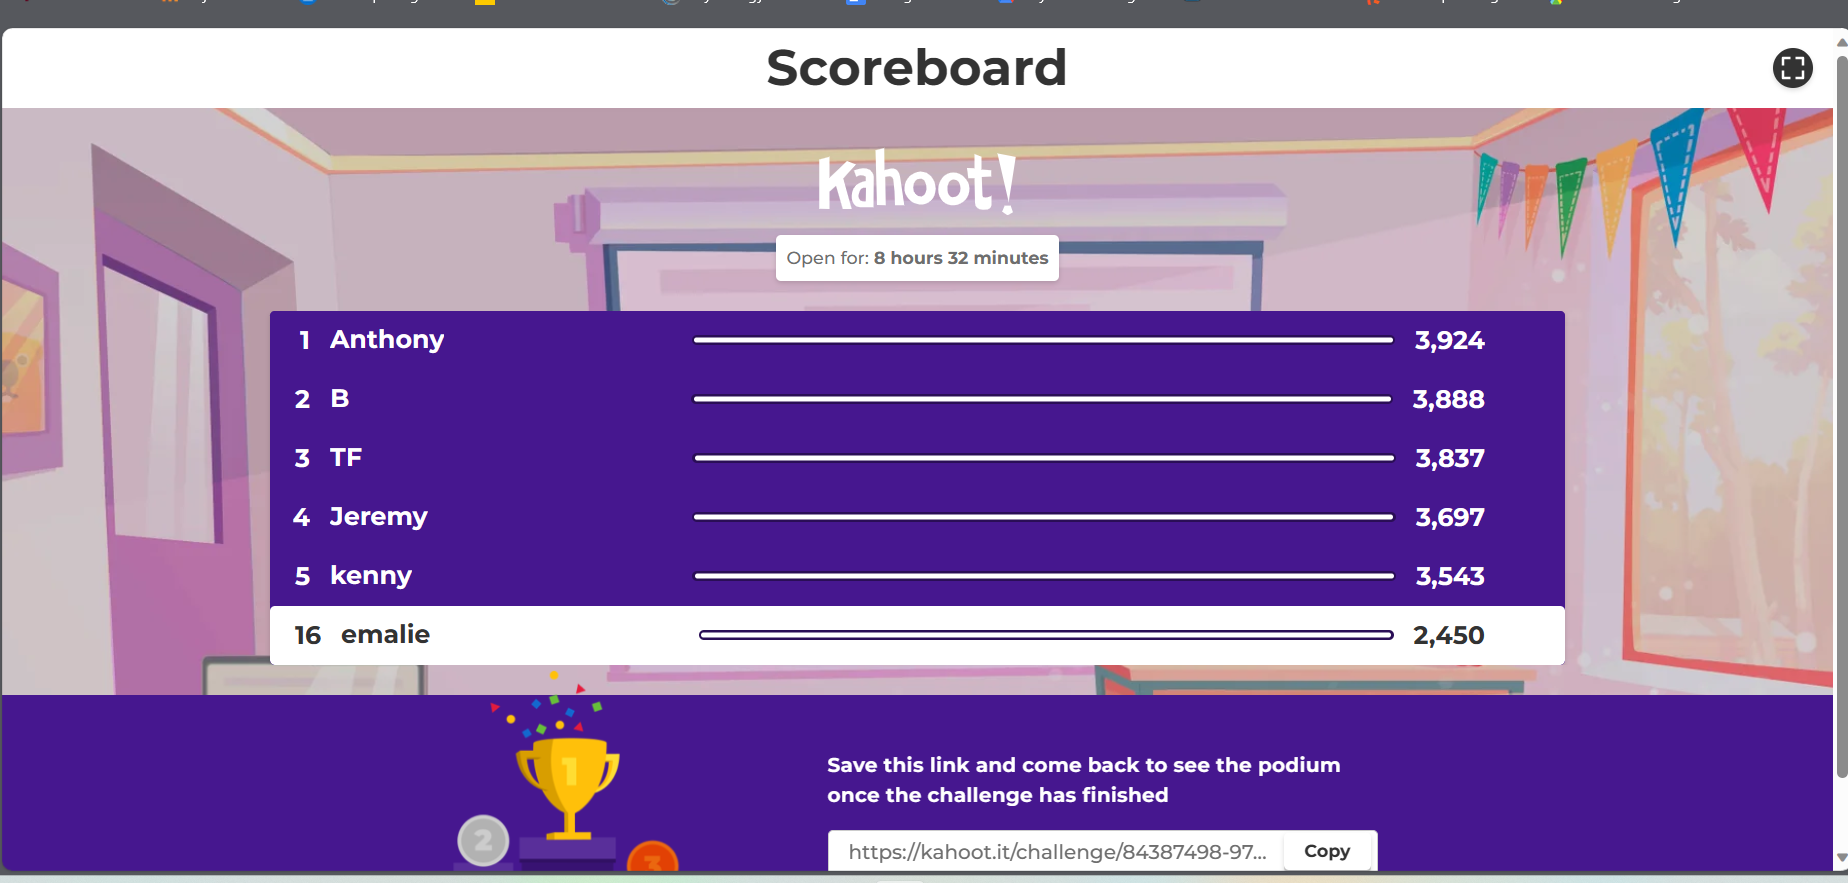 Scoreboard
Kahoot!
Open for: 8 hours 32 minutes
1 Anthony 3,924
2 B 3,888
3 TF 3,837
4 Jeremy 3,697
5 kenny 3,543
16 emalie 2,450
1
2
3
Save this link and come back to see the podium
once the challenge has finished
https://kahoot.it/challenge/84387498-97... Copy